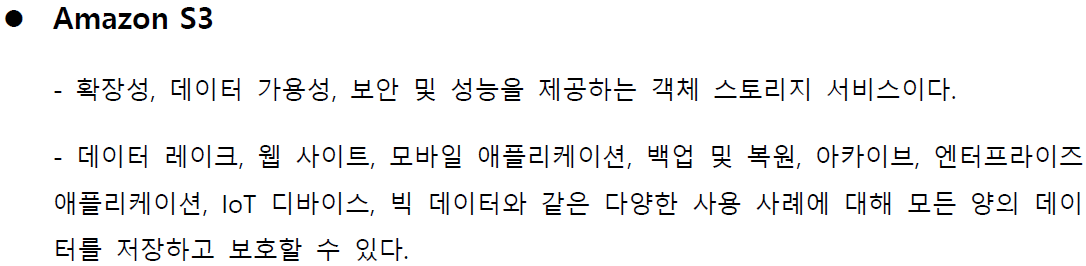 ● Amazon S3
- 확장성, 데이터 가용성, 보안 및 성능을 제공하는 객체 스토리지 서비스이다.
- 데이터 레이크, 웹 사이트, 모바일 애플리케이션, 백업 및 복원, 아카이브, 엔터프라이즈
애플리케이션, IoT 디바이스, 빅 데이터와 같은 다양한 사용 사례에 대해 모든 양의 데이
터를 저장하고 보호할 수 있다.